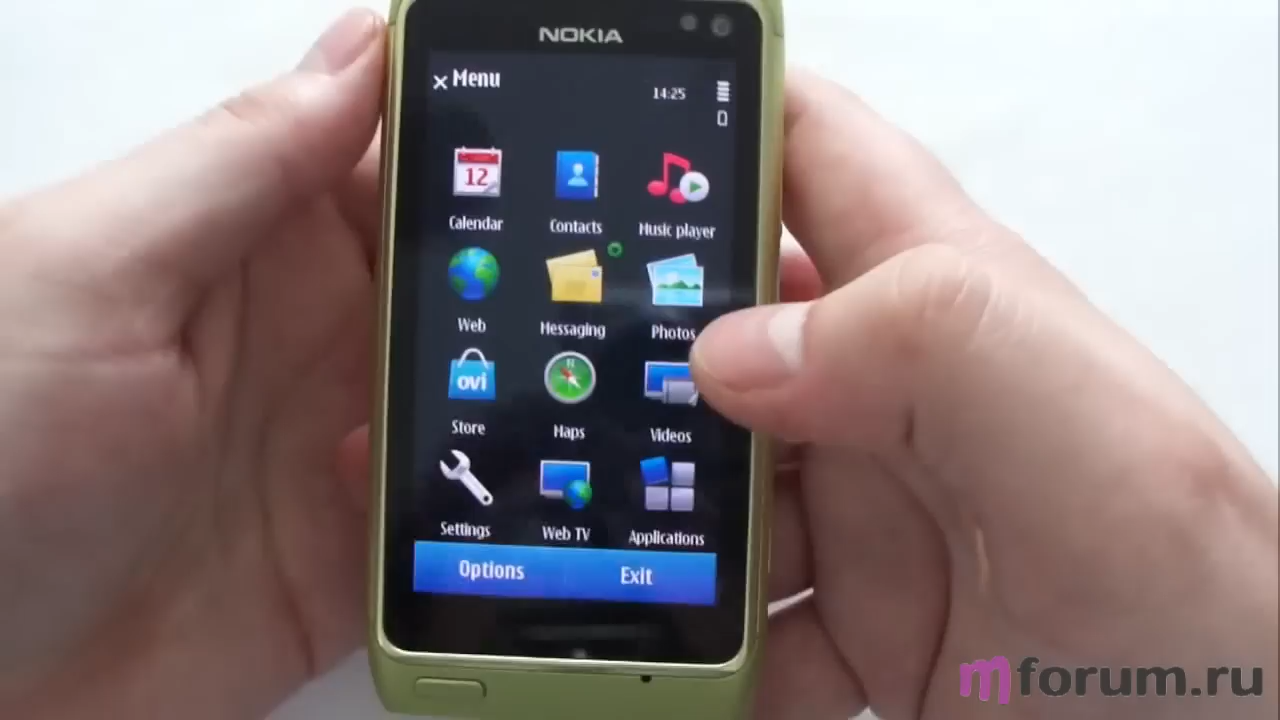 NOKIA
Menu
14:25
12
Calendar
Contacts
Music player
Web
Messaging
Photos
ovi
N
Store
Maps
Videos
Settings
Web TV
Applications
Options
Exit
mforum.ru